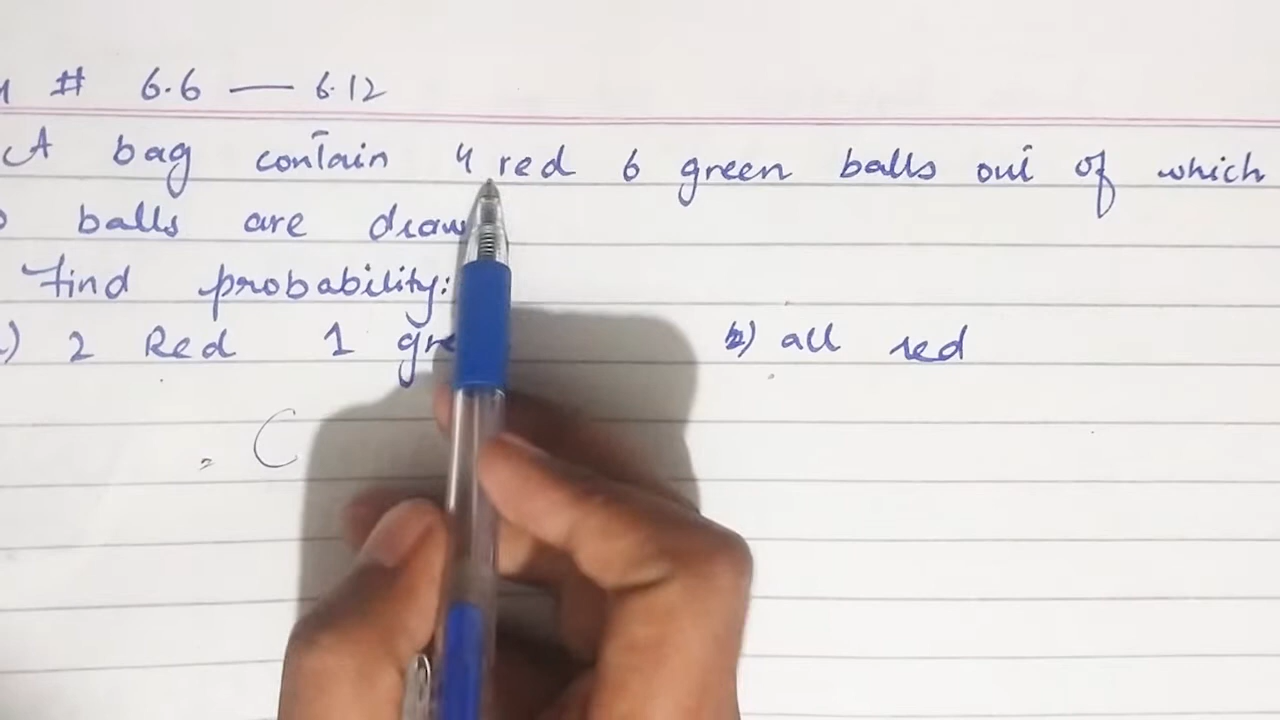 # 6.6 — 6.12
A bag contain 4 red 6 green balls out of which
balls are draw
find probability:
) 2 Red 1 gre 2) all red
= C